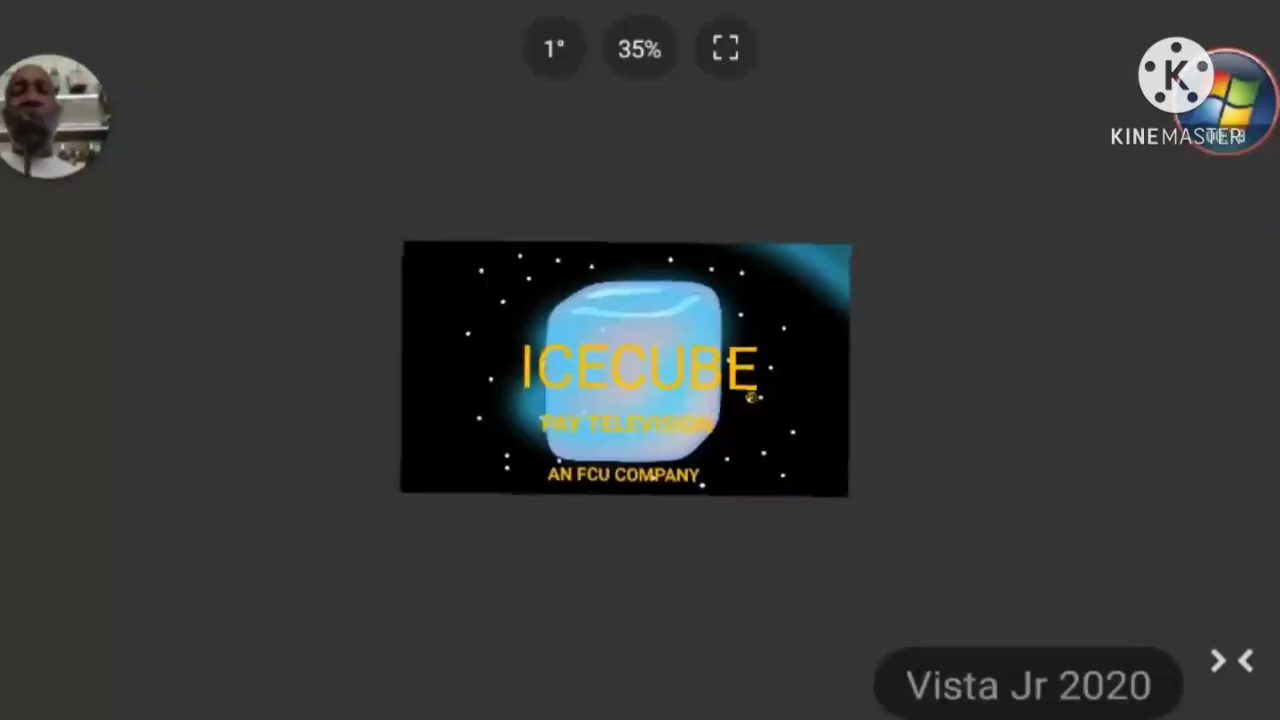 1° 35%
KINEMASTER
ICECUBE
PAY TELEVISION
AN FCU COMPANY
Vista Jr 2020